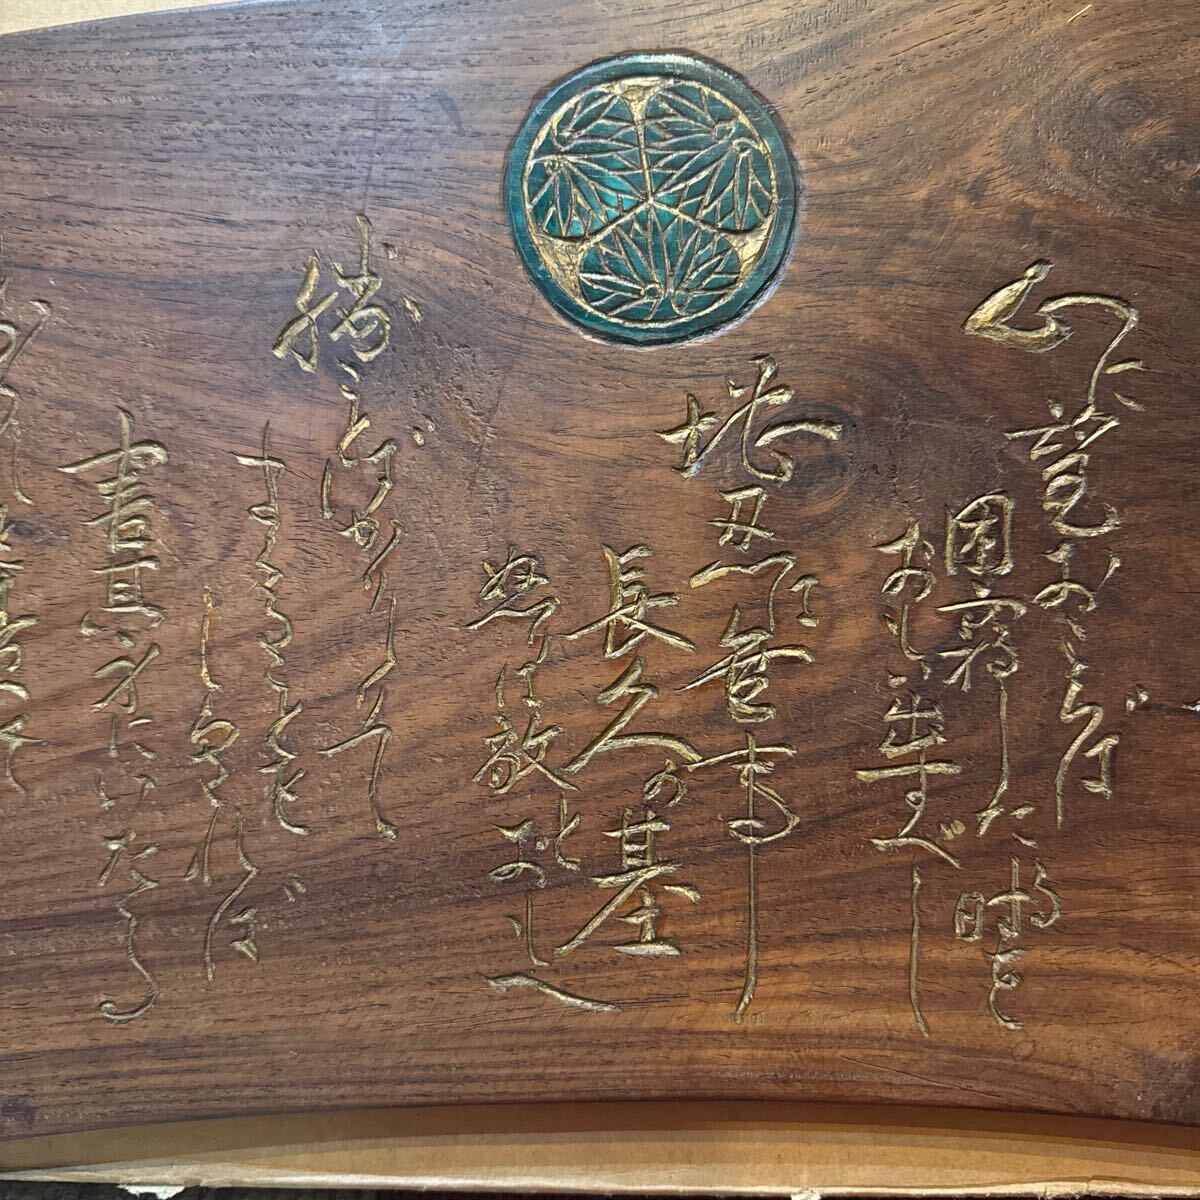 心に望おこらば
困窮したる時を
おもひ出すべし
堪忍は無事
長久の基
怒りは敵とおもへ
勝ことばかりしりて
まくることを
しらざれば
害其身にいたる